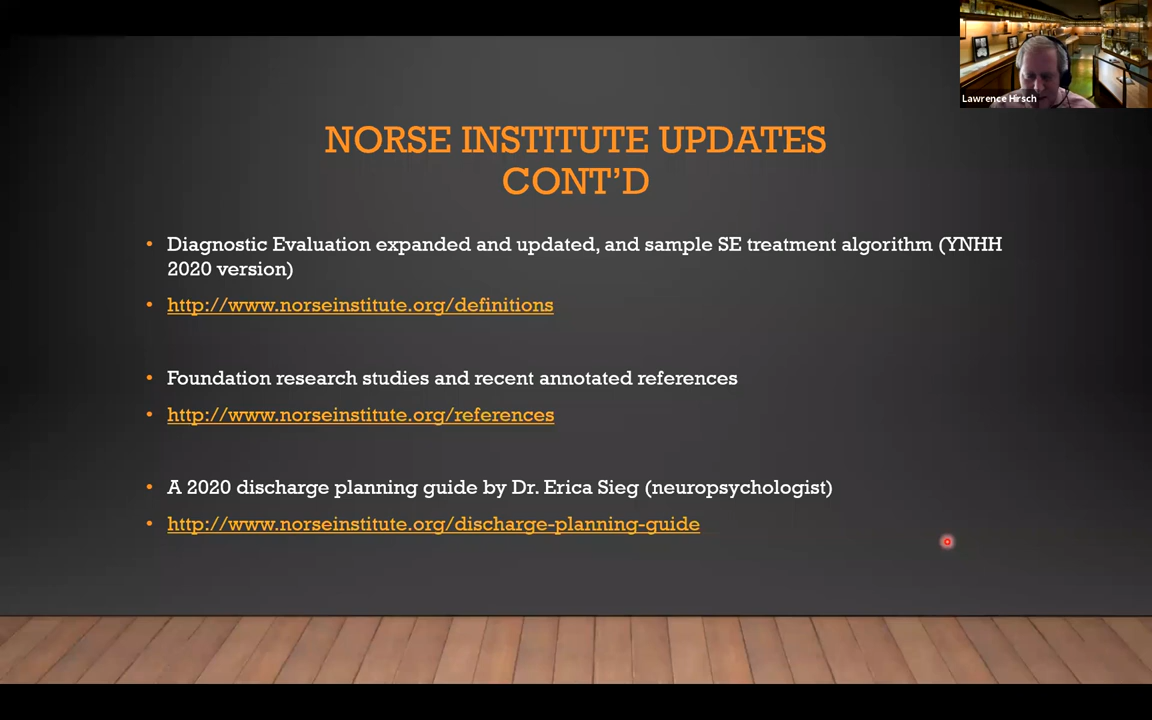 Lawrence Hirsch
NORSE INSTITUTE UPDATES
CONT'D
• Diagnostic Evaluation expanded and updated, and sample SE treatment algorithm (YNHH
2020 version)
• http://www.norseinstitute.org/definitions
• Foundation research studies and recent annotated references
• http://www.norseinstitute.org/references
• A 2020 discharge planning guide by Dr. Erica Sieg (neuropsychologist)
• http://www.norseinstitute.org/discharge-planning-guide